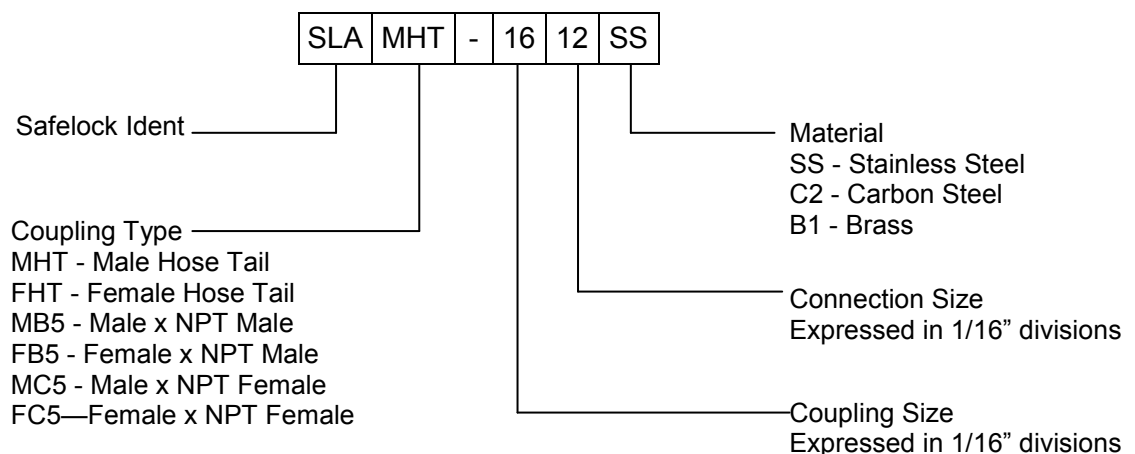 SLA MHT - 16 12 SS
Safelock Ident
Coupling Type
MHT - Male Hose Tail
FHT - Female Hose Tail
MB5 - Male x NPT Male
FB5 - Female x NPT Male
MC5 - Male x NPT Female
FC5—Female x NPT Female
Material
SS - Stainless Steel
C2 - Carbon Steel
B1 - Brass
Connection Size
Expressed in 1/16” divisions
Coupling Size
Expressed in 1/16” divisions